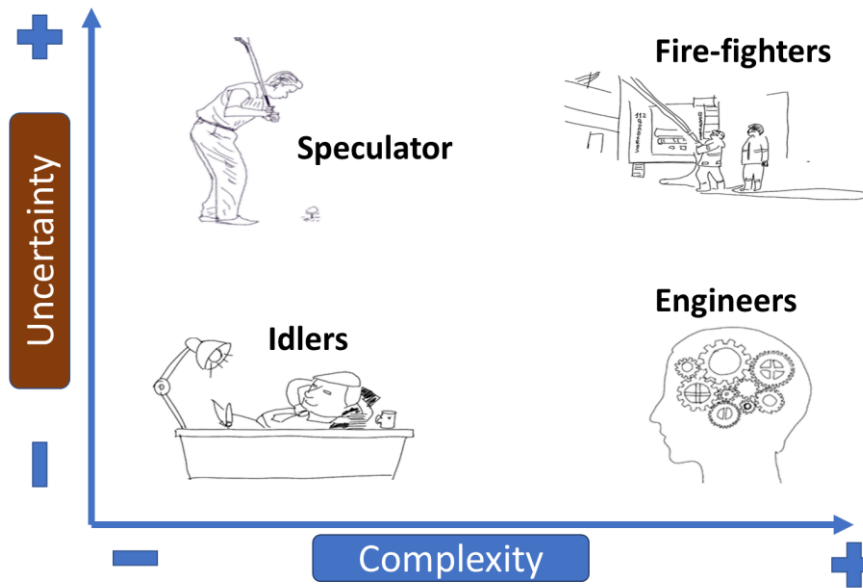 Fire-fighters
Speculator
Uncertainty
Engineers
Idlers
Complexity